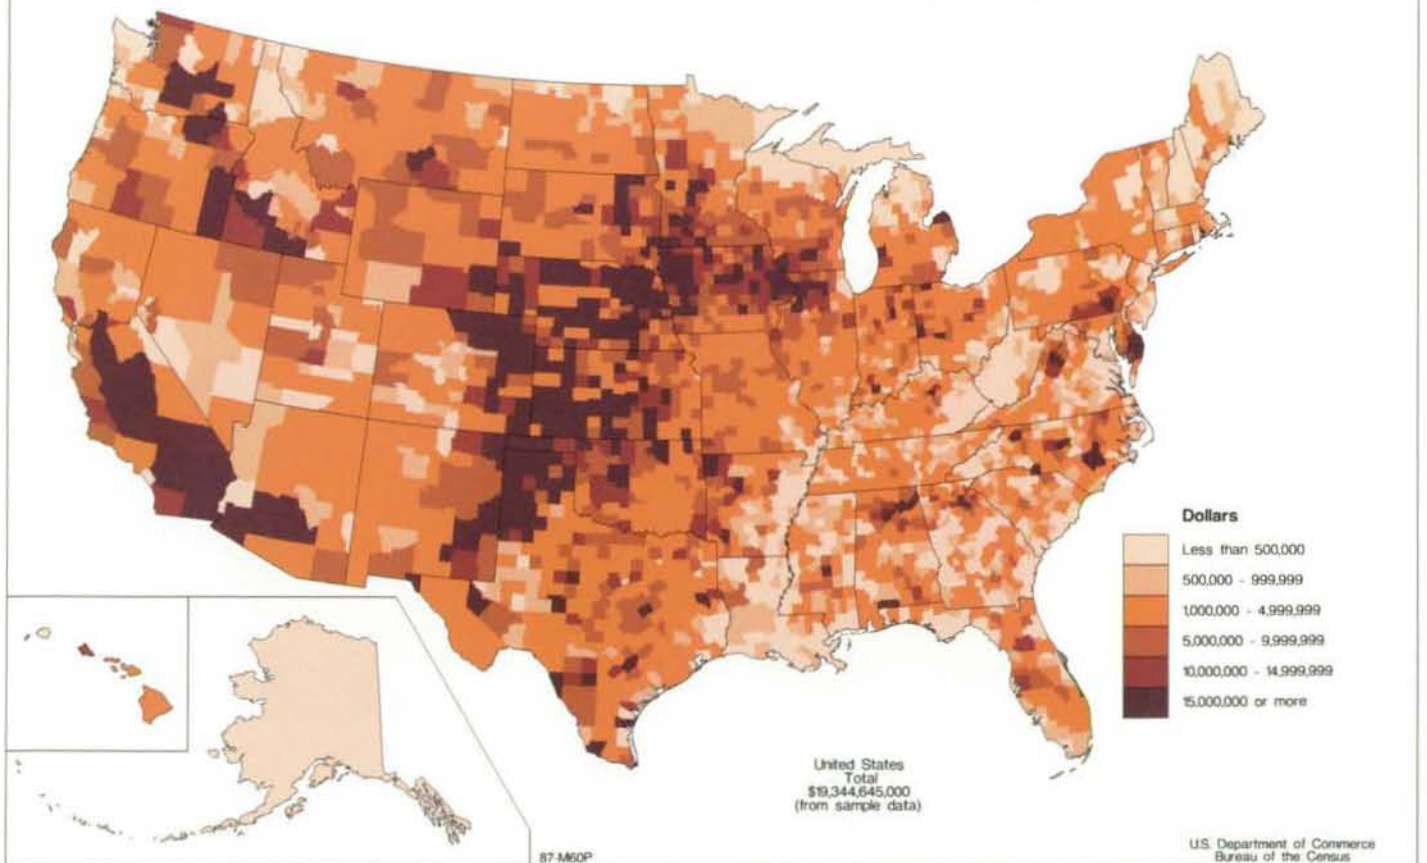 Dollars
Less than 500,000
500,000 - 999,999
1,000,000 - 4,999,999
5,000,000 - 9,999,999
10,000,000 - 14,999,999
15,000,000 or more
United States
Total
$19,344,645,000
(from sample data)
87-M60P
U.S. Department of Commerce
Bureau of the Census